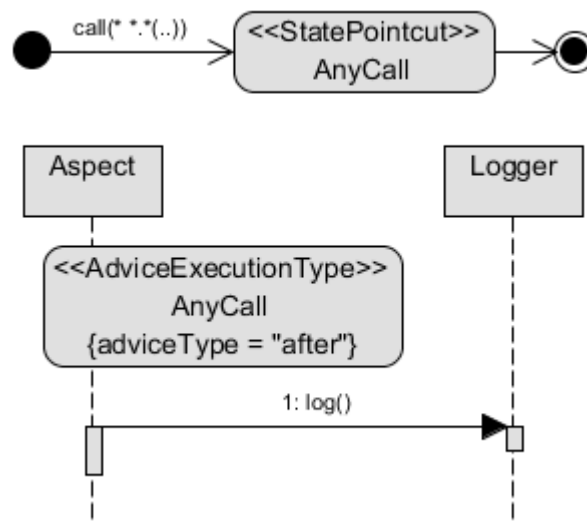 call(* *.*(..))
<<StatePointcut>>
AnyCall
Aspect
Logger
<<AdviceExecutionType>>
AnyCall
{adviceType = "after"}
1: log()